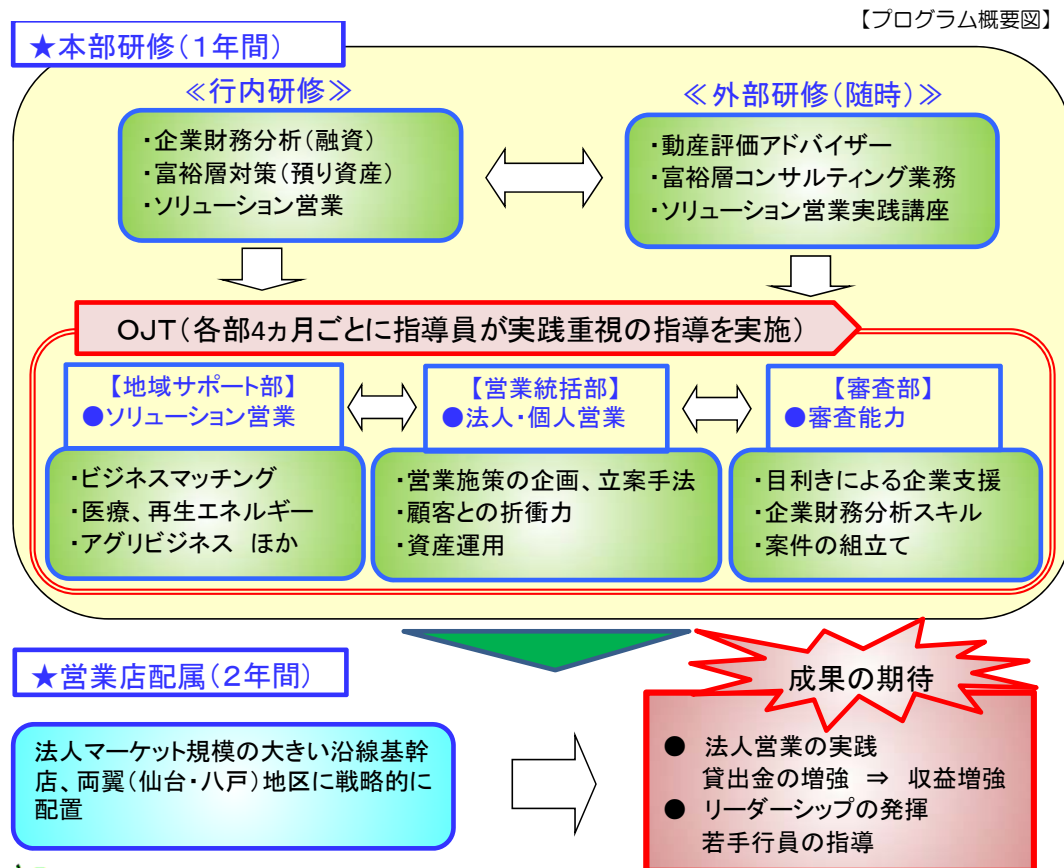 【プログラム概要図】
★本部研修(1年間)
≪行内研修≫
・企業財務分析(融資)
・富裕層対策(預り資産)
・ソリューション営業
≪外部研修(随時)≫
・動産評価アドバイザー
・富裕層コンサルティング業務
・ソリューション営業実践講座
OJT(各部4ヵ月ごとに指導員が実践重視の指導を実施)
【地域サポート部】
●ソリューション営業
・ビジネスマッチング
・医療、再生エネルギー
・アグリビジネス ほか
【営業統括部】
●法人・個人営業
・営業施策の企画、立案手法
・顧客との折衝力
・資産運用
【審査部】
●審査能力
・目利きによる企業支援
・企業財務分析スキル
・案件の組立て
★営業店配属(2年間)
法人マーケット規模の大きい沿線基幹
店、両翼(仙台・八戸)地区に戦略的に
配置
成果の期待
● 法人営業の実践
貸出金の増強 ⇒ 収益増強
● リーダーシップの発揮
若手行員の指導